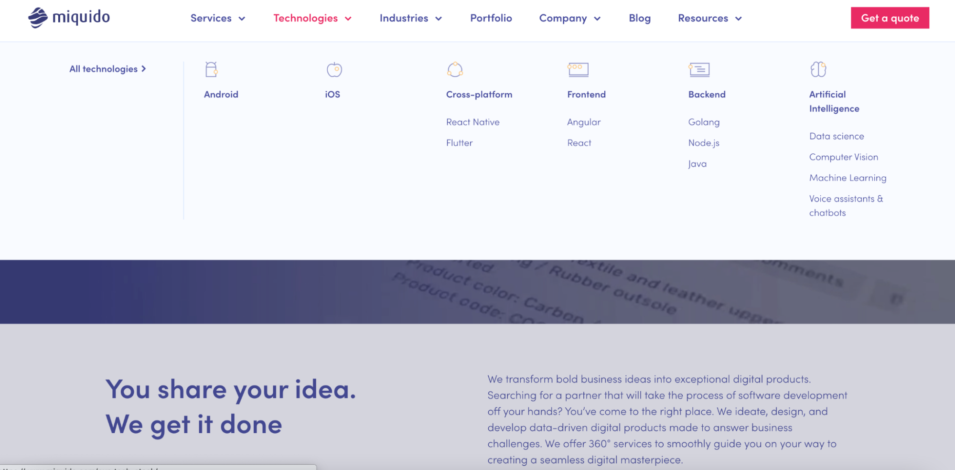 miquido
Services
Technologies
Industries
Portfolio
Company
Blog
Resources
Get a quote
All technologies
Android
iOS
Cross-platform
React Native
Flutter
Frontend
Angular
React
Backend
Golang
Node.js
Java
Artificial
Intelligence
Data science
Computer Vision
Machine Learning
Voice assistants &
chatbots
omments
Textile and leather upper
/ Rubber outsole
Product color: Carbon
Product code: CO
You share your idea.
We get it done
We transform bold business ideas into exceptional digital products.
Searching for a partner that will take the process of software development
off your hands? You've come to the right place. We ideate, design, and
develop data-driven digital products made to answer business
challenges. We offer 360° services to smoothly guide you on your way to
creating a seamless digital masterpiece.